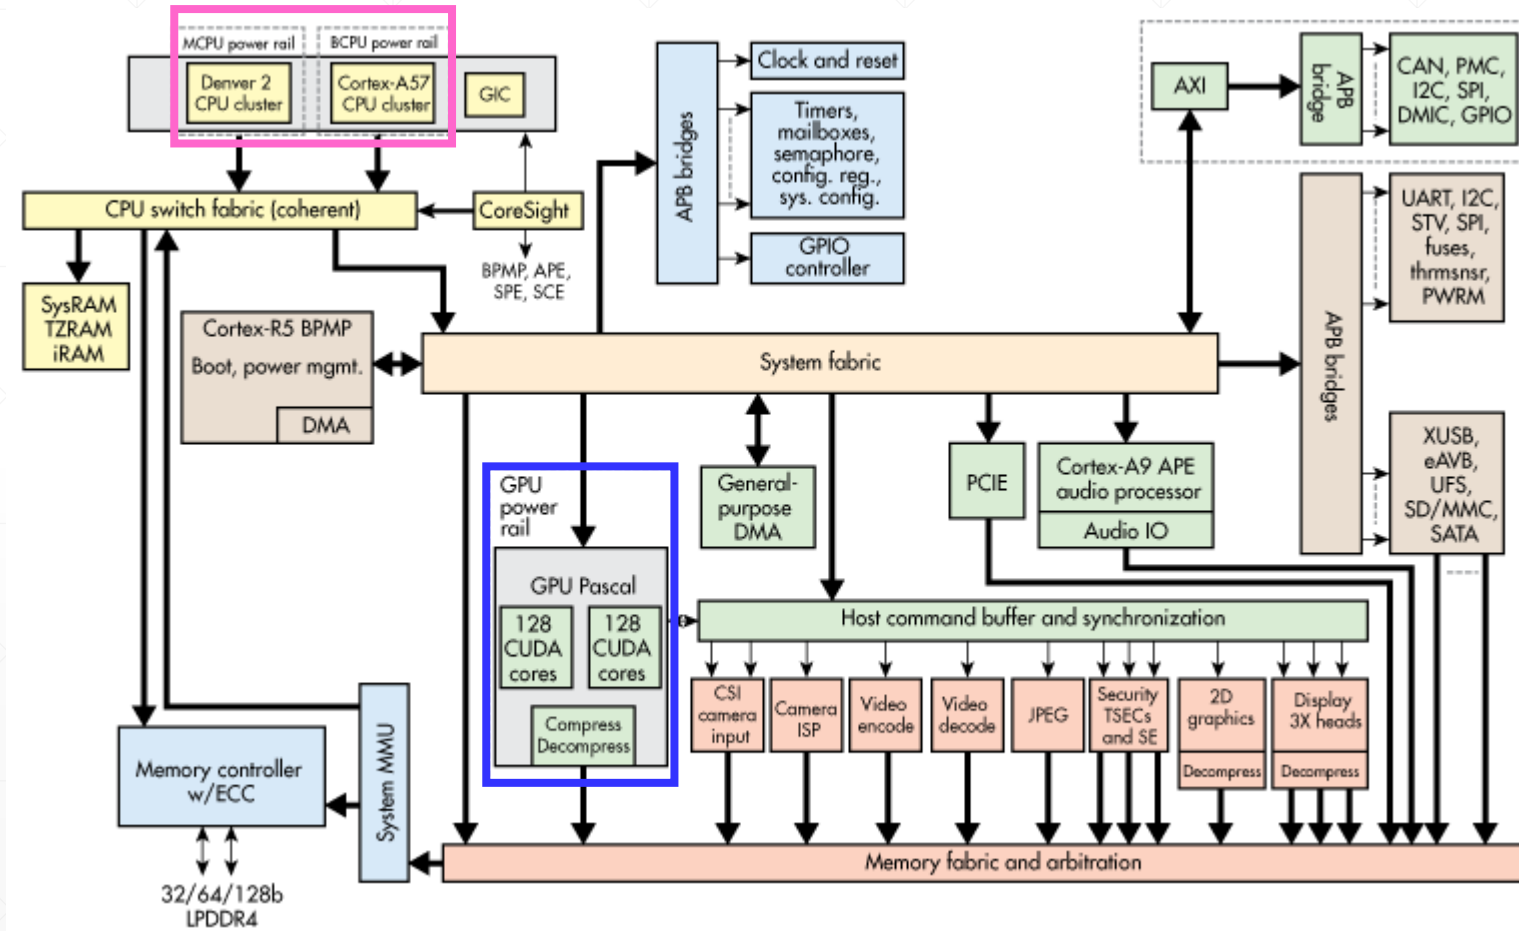 MCPU power rail
BCPU power rail
Denver 2
CPU cluster
Cortex-A57
CPU cluster
GIC
CPU switch fabric (coherent)
CoreSight
BPMP, APE,
SPE, SCE
SysRAM
TZRAM
iRAM
Cortex-R5 BPMP
Boot, power mgmt.
DMA
APB bridges
Clock and reset
Timers,
mailboxes,
semaphore,
config. reg.,
sys. config.
GPIO
controller
AXI
APB
bridge
CAN, PMC,
I2C, SPI,
DMIC, GPIO
UART, I2C,
STV, SPI,
fuses,
thrmsnsr,
PWRM
APB bridges
XUSB,
eAVB,
UFS,
SD/MMC,
SATA
System fabric
GPU
power
rail
GPU Pascal
128
CUDA
cores
128
CUDA
cores
Compress
Decompress
General-
purpose
DMA
PCIE
Cortex-A9 APE
audio processor
Audio IO
Host command buffer and synchronization
CSI
camera
input
Camera
ISP
Video
encode
Video
decode
JPEG
Security
TSECs
and SE
2D
graphics
Decompress
Display
3X heads
Decompress
Memory controller
w/ECC
System MMU
32/64/128b
LPDDR4
Memory fabric and arbitration